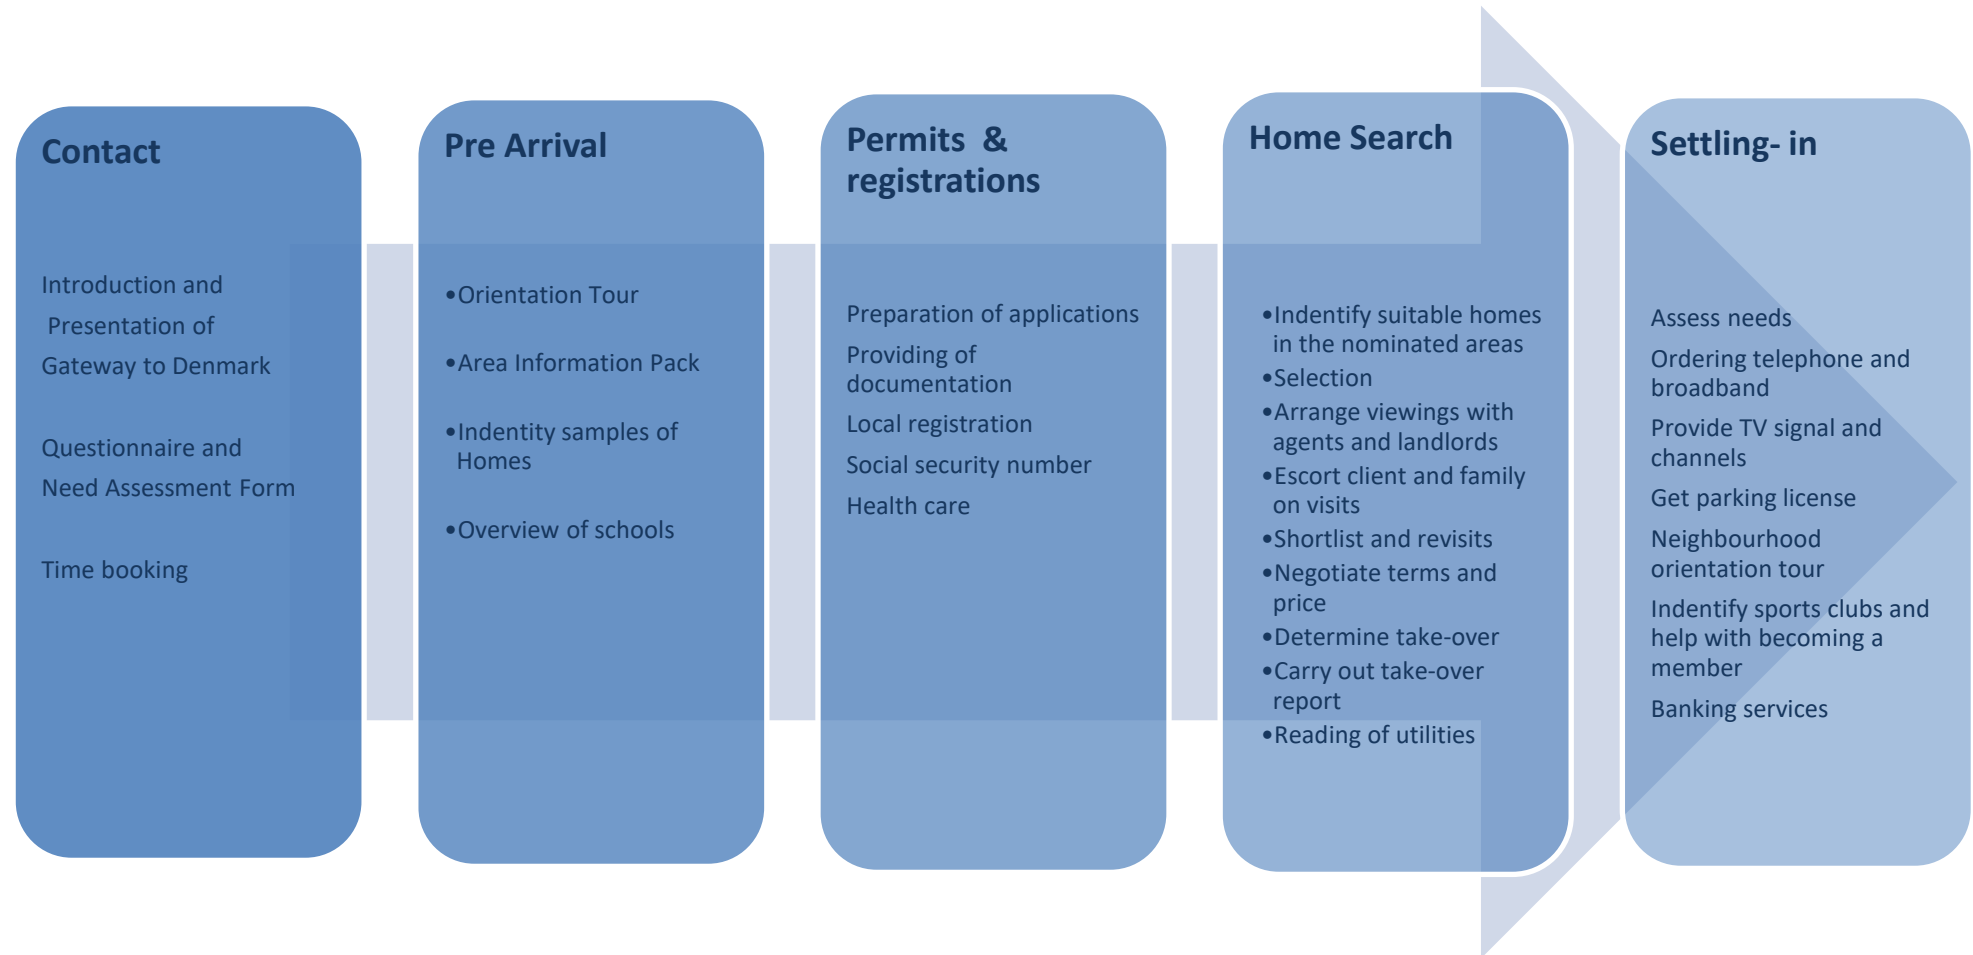 Contact
Introduction and
Presentation of
Gateway to Denmark
Questionnaire and
Need Assessment Form
Time booking
Pre Arrival
•Orientation Tour
•Area Information Pack
•Indentity samples of
Homes
•Overview of schools
Permits & 
registrations
Preparation of applications
Providing of
documentation
Local registration
Social security number
Health care
Home Search
•Indentify suitable homes
in the nominated areas
•Selection
•Arrange viewings with
agents and landlords
•Escort client and family
on visits
•Shortlist and revisits
•Negotiate terms and
price
•Determine take-over
•Carry out take-over
report
•Reading of utilities
Settling- in
Assess needs
Ordering telephone and
broadband
Provide TV signal and
channels
Get parking license
Neighbourhood
orientation tour
Indentify sports clubs and
help with becoming a
member
Banking services